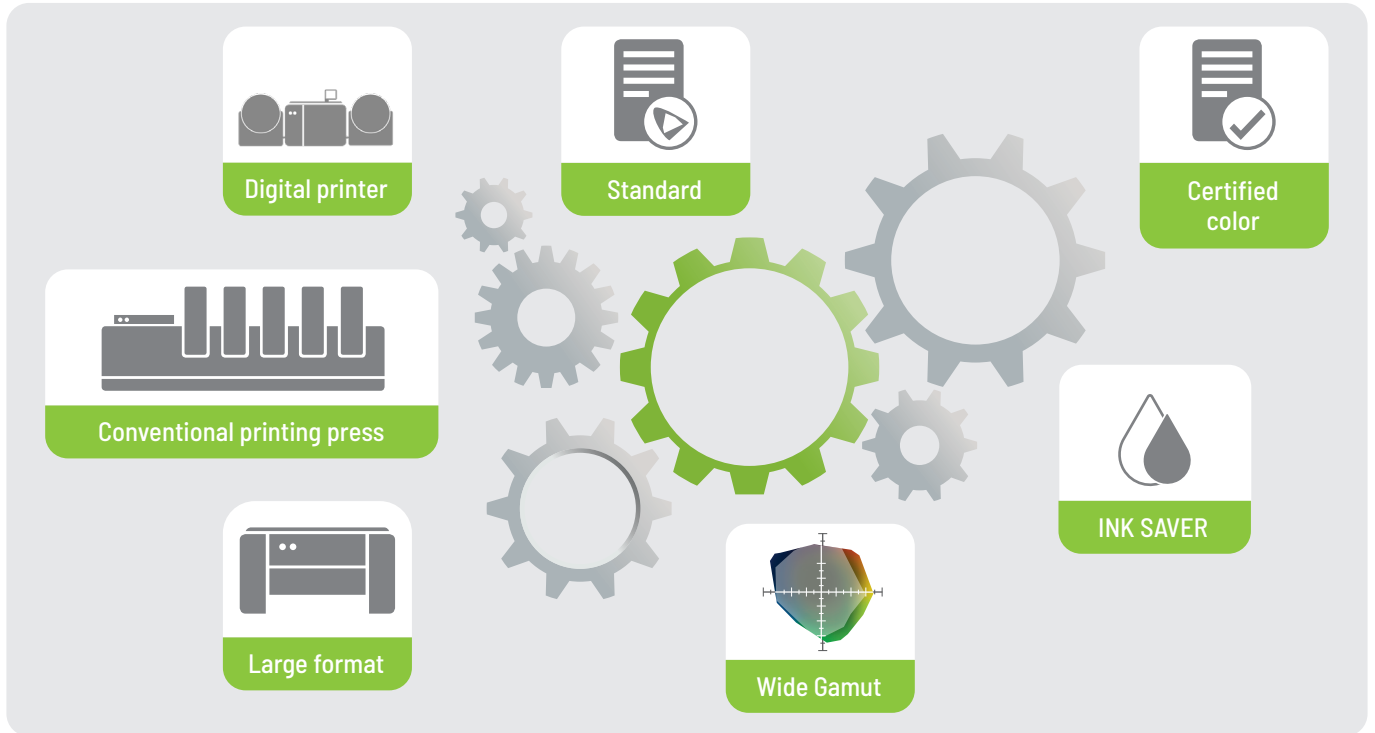 Digital printer
Standard
Certified
color
Conventional printing press
INK SAVER
Large format
Wide Gamut